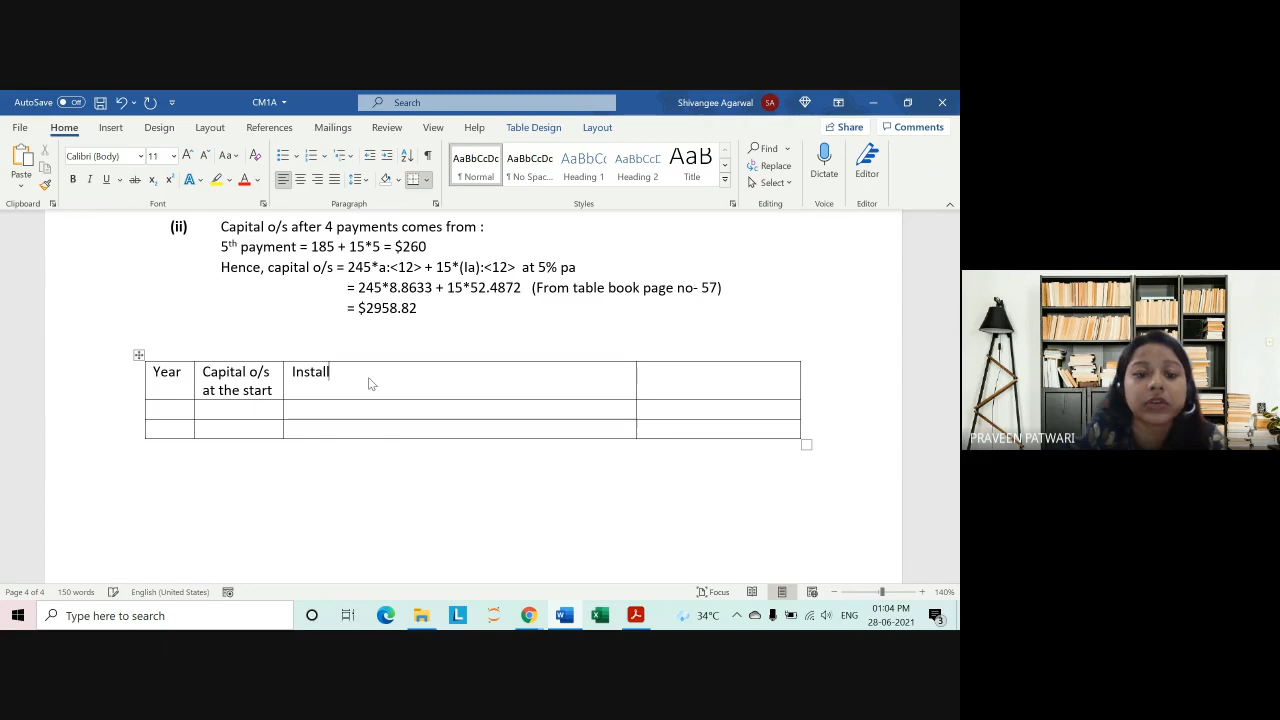 AutoSave Off CM1A Search Shivangee Agarwal SA
File Home Insert Design Layout References Mailings Review View Help Table Design Layout Share Comments
Calibri (Body) 11 Find
AaBbCcDc AaBbCcDc AaBbCc AaBbCcD AaB
Replace
Paste ¶ Normal ¶ No Spac... Heading 1 Heading 2 Title Select Dictate Editor
Clipboard Font Paragraph Styles Editing Voice Editor
(ii) Capital o/s after 4 payments comes from :
5th payment = 185 + 15*5 = $260
Hence, capital o/s = 245*a:<12> + 15*(Ia):<12> at 5% pa
= 245*8.8633 + 15*52.4872 (From table book page no- 57)
= $2958.82
Year Capital o/s Install
at the start
PRAVEEN PATWARI
Page 4 of 4 150 words English (United States) Focus 140%
Type here to search 34°C ENG 01:04 PM
28-06-2021 3